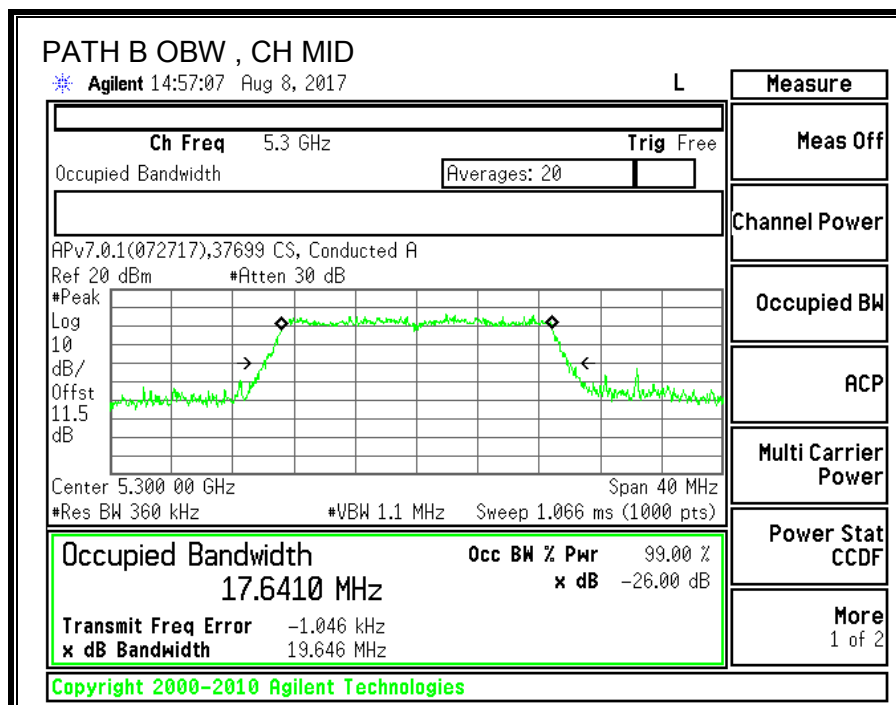 PATH B OBW , CH MID
Agilent 14:57:07 Aug 8, 2017 L
Measure
Ch Freq 5.3 GHz Trig Free
Meas Off
Occupied Bandwidth Averages: 20
Channel Power
APv7.0.1(072717),37699 CS, Conducted A
Ref 20 dBm #Atten 30 dB
#Peak
Log
10
dB/
Offst
11.5
dB
Occupied BW
ACP
Center 5.300 00 GHz Span 40 MHz
#Res BW 360 kHz #VBW 1.1 MHz Sweep 1.066 ms (1000 pts)
Multi Carrier
Power
Occupied Bandwidth
17.6410 MHz
Occ BW % Pwr 99.00 %
x dB -26.00 dB
Power Stat
CCDF
Transmit Freq Error -1.046 kHz
x dB Bandwidth 19.646 MHz
More
1 of 2
Copyright 2000-2010 Agilent Technologies